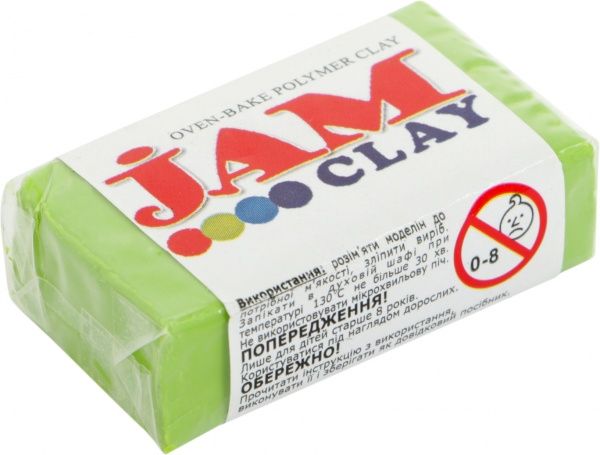 OVEN-BAKE POLYMER CLAY
JAM
CLAY
0-8
Використання: розім'яти моделін до
потрібної м'якості, зліпити виріб.
Запікати в духовій шафі при
температурі 130°C не більше 30 хв.
Не використовувати мікрохвильову піч.
ПОПЕРЕДЖЕННЯ!
Лише для дітей старше 8 років.
Користуватися під наглядом дорослих.
ОБЕРЕЖНО!
Прочитати інструкцію з використання,
виконувати її і зберігати як довідковий посібник.